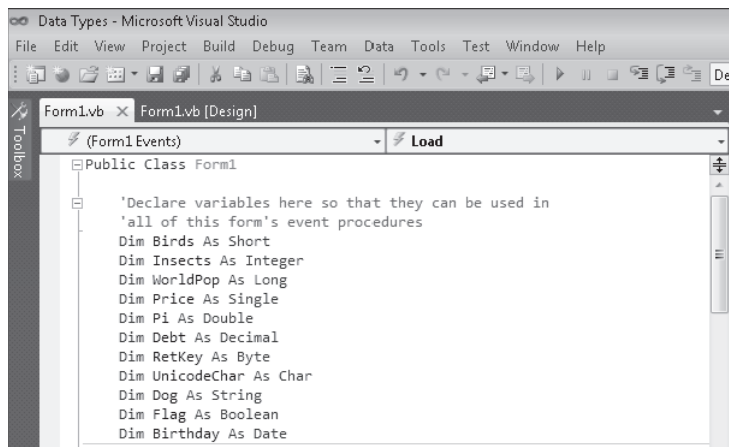 Data Types - Microsoft Visual Studio
File Edit View Project Build Debug Team Data Tools Test Window Help
De
Toolbox
Form1.vb Form1.vb [Design]
(Form1 Events) Load
Public Class Form1
'Declare variables here so that they can be used in
'all of this form's event procedures
Dim Birds As Short
Dim Insects As Integer
Dim WorldPop As Long
Dim Price As Single
Dim Pi As Double
Dim Debt As Decimal
Dim RetKey As Byte
Dim UnicodeChar As Char
Dim Dog As String
Dim Flag As Boolean
Dim Birthday As Date